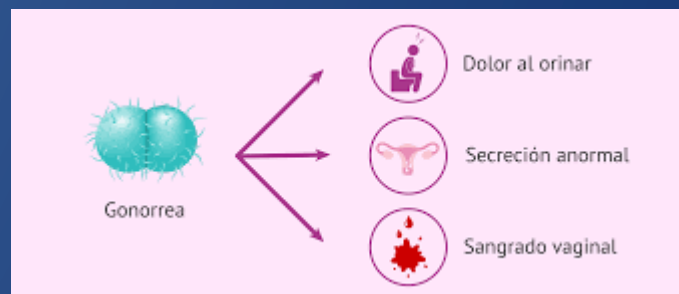 Dolor al orinar
Secreción anormal
Gonorrea
Sangrado vaginal